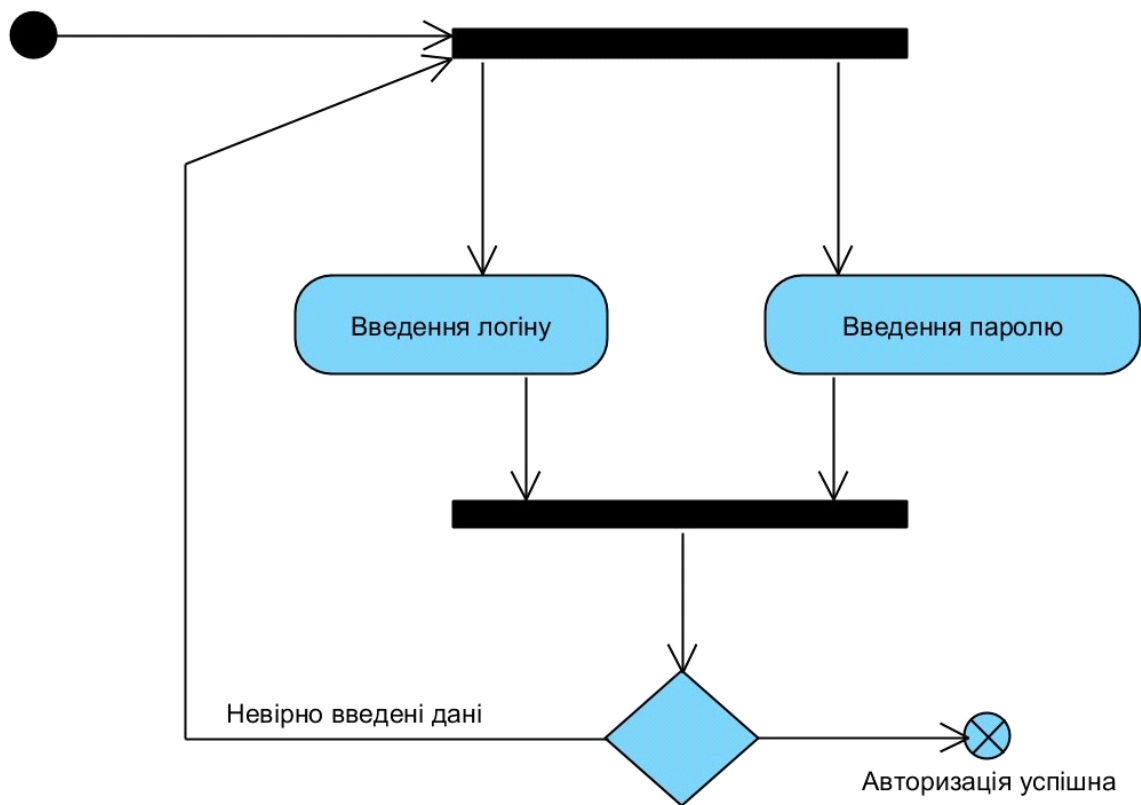 Введення логіну
Введення паролю
Невірно введені дані
Авторизація успішна